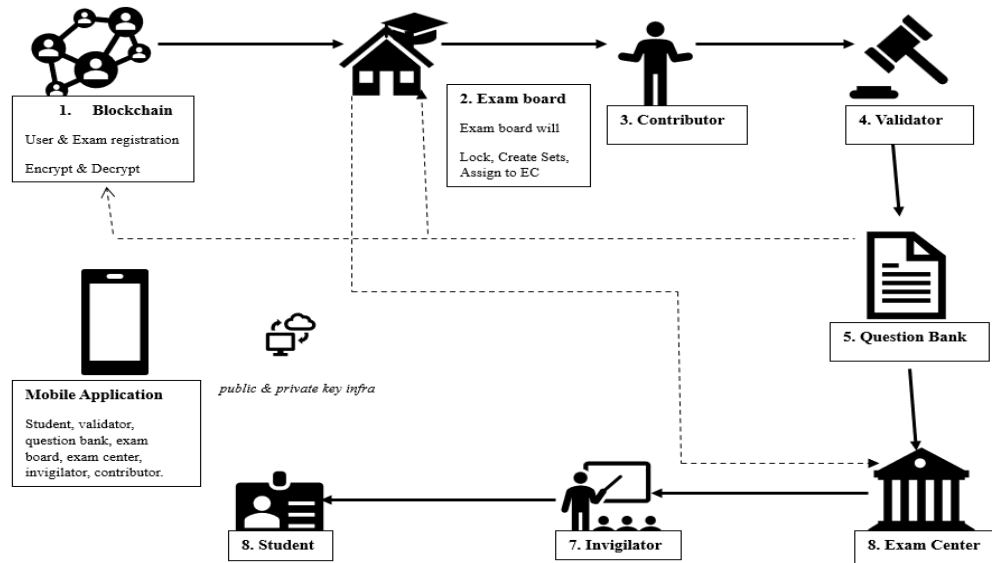 1. Blockchain
User & Exam registration
Encrypt & Decrypt
2. Exam board
Exam board will
Lock, Create Sets,
Assign to EC
3. Contributor
4. Validator
5. Question Bank
Mobile Application
Student, validator,
question bank, exam
board, exam center,
invigilator, contributor.
public & private key infra
8. Student
7. Invigilator
8. Exam Center